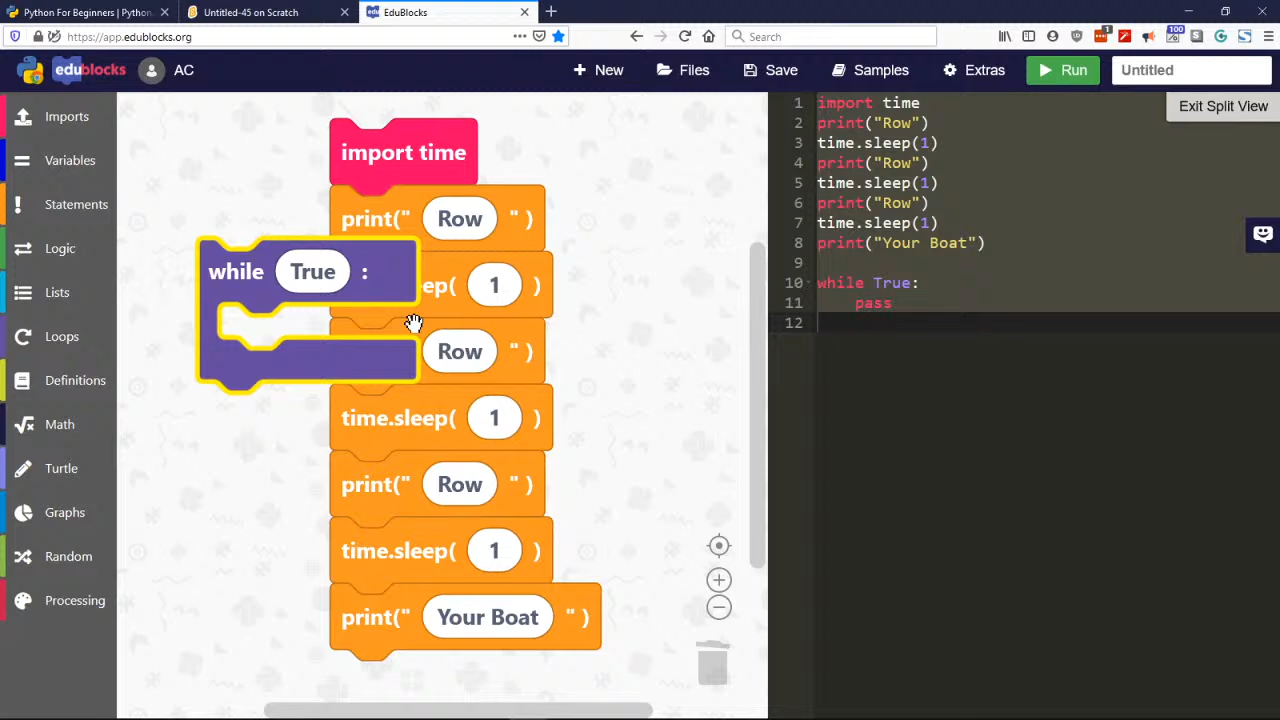 Python For Beginners | Python.
Untitled-45 on Scratch
EduBlocks
https://app.edublocks.org
Search
100
1
edublocks
AC
New
Files
Save
Samples
Extras
Run
Untitled
Exit Split View
Imports
Variables
Statements
Logic
Lists
Loops
Definitions
Math
Turtle
Graphs
Random
Processing
import time
print(" Row " )
while True :
eep( 1 )
Row " )
time.sleep( 1 )
print(" Row " )
time.sleep( 1 )
print(" Your Boat " )
1 import time
2 print("Row")
3 time.sleep(1)
4 print("Row")
5 time.sleep(1)
6 print("Row")
7 time.sleep(1)
8 print("Your Boat")
9
10 while True:
11 pass
12